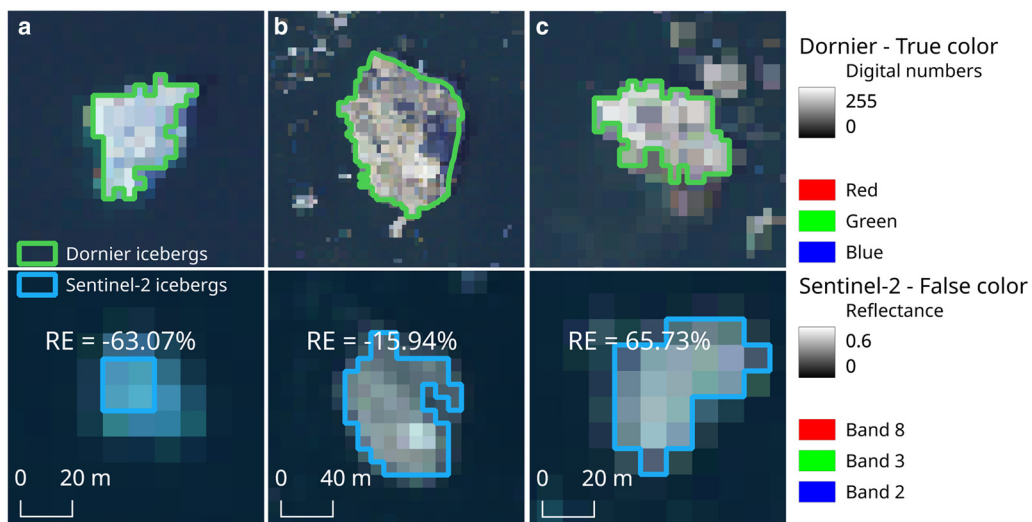 a
b
c
Dornier icebergs
Sentinel-2 icebergs
RE = -63.07%
RE = -15.94%
RE = 65.73%
0 20 m
0 40 m
0 20 m
Dornier - True color
Digital numbers
255
0
Red
Green
Blue
Sentinel-2 - False color
Reflectance
0.6
0
Band 8
Band 3
Band 2